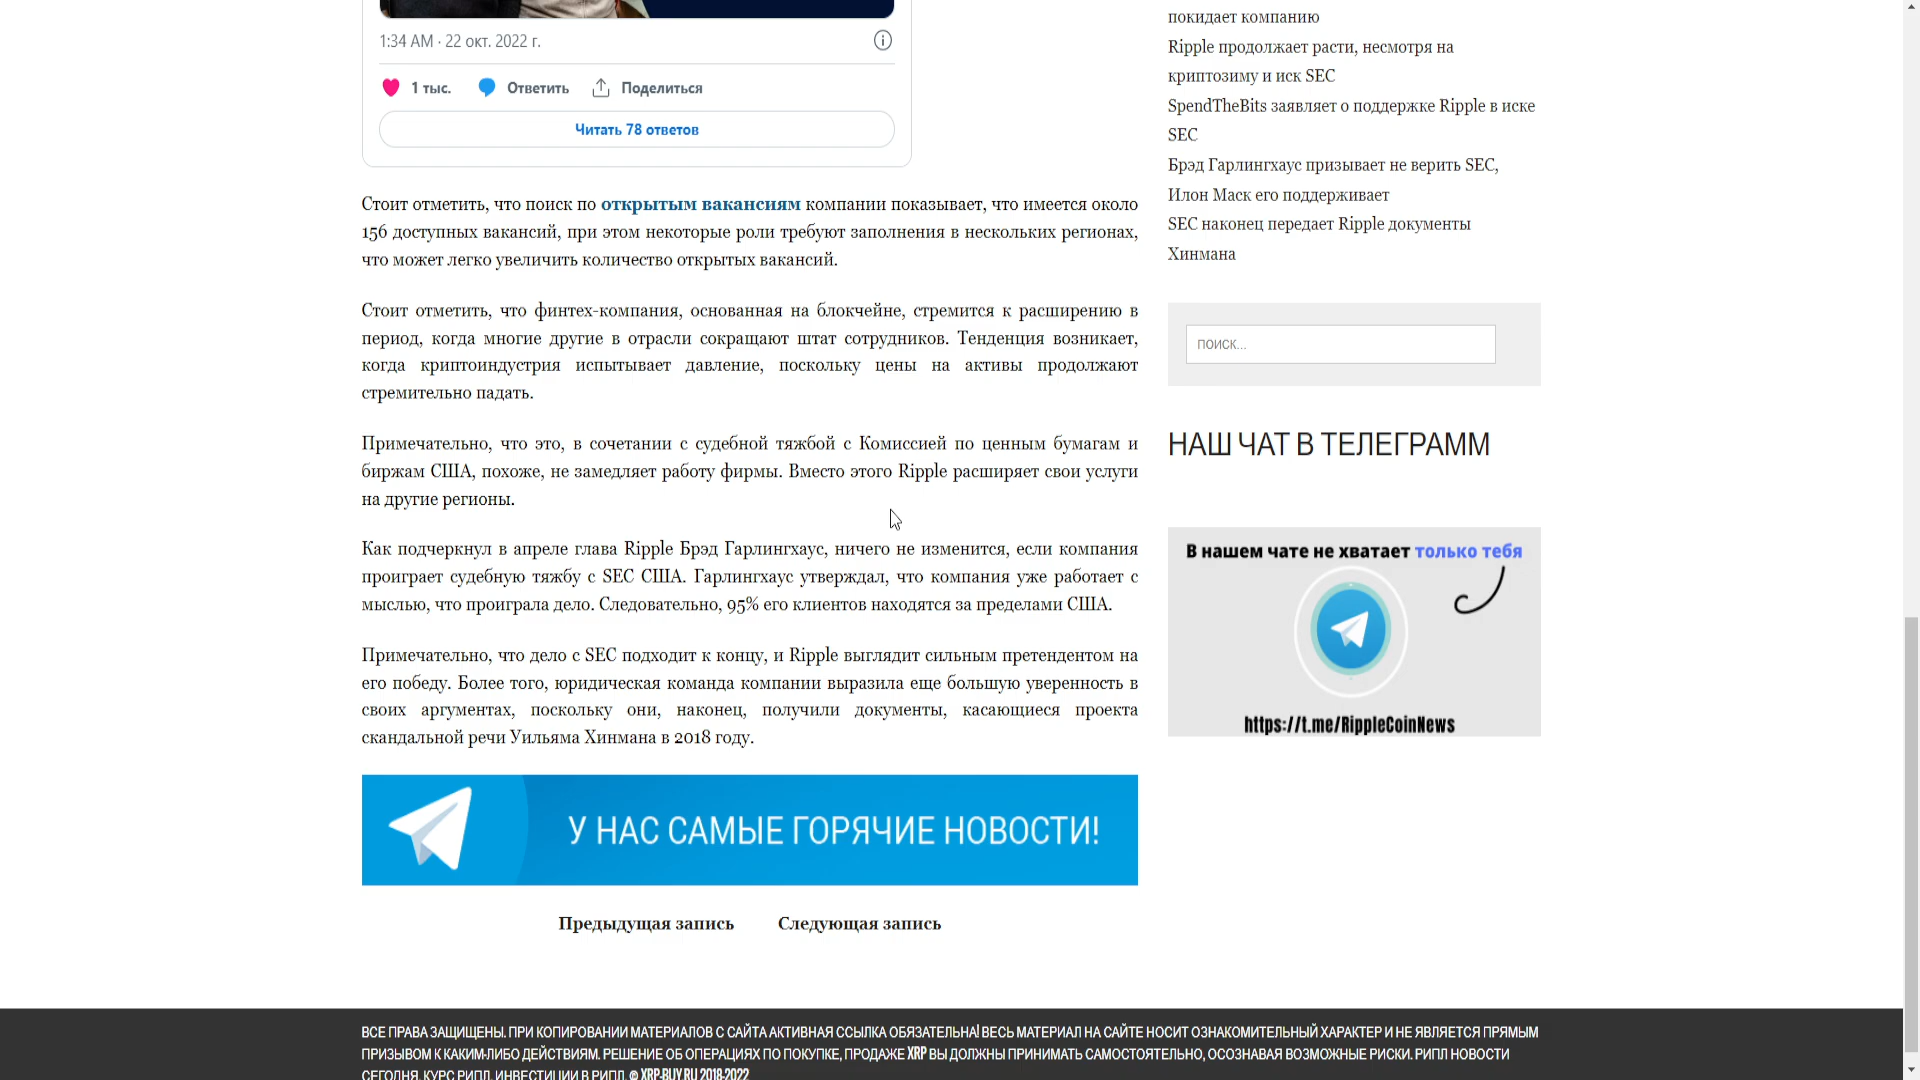 1:34 AM · 22 окт. 2022 г.
1 тыс. Ответить Поделиться
Читать 78 ответов
Стоит отметить, что поиск по открытым вакансиям компании показывает, что имеется около
156 доступных вакансий, при этом некоторые роли требуют заполнения в нескольких регионах,
что может легко увеличить количество открытых вакансий.
Стоит отметить, что финтех-компания, основанная на блокчейне, стремится к расширению в
период, когда многие другие в отрасли сокращают штат сотрудников. Тенденция возникает,
когда криптоиндустрия испытывает давление, поскольку цены на активы продолжают
стремительно падать.
Примечательно, что это, в сочетании с судебной тяжбой с Комиссией по ценным бумагам и
биржам США, похоже, не замедляет работу фирмы. Вместо этого Ripple расширяет свои услуги
на другие регионы.
Как подчеркнул в апреле глава Ripple Брэд Гарлингхаус, ничего не изменится, если компания
проиграет судебную тяжбу с SEC США. Гарлингхаус утверждал, что компания уже работает с
мыслью, что проиграла дело. Следовательно, 95% его клиентов находятся за пределами США.
Примечательно, что дело с SEC подходит к концу, и Ripple выглядит сильным претендентом на
его победу. Более того, юридическая команда компании выразила еще большую уверенность в
своих аргументах, поскольку они, наконец, получили документы, касающиеся проекта
скандальной речи Уильяма Хинмана в 2018 году.
У НАС САМЫЕ ГОРЯЧИЕ НОВОСТИ!
Предыдущая запись Следующая запись
покидает компанию
Ripple продолжает расти, несмотря на
криптозиму и иск SEC
SpendTheBits заявляет о поддержке Ripple в иске
SEC
Брэд Гарлингхаус призывает не верить SEC,
Илон Маск его поддерживает
SEC наконец передает Ripple документы
Хинмана
ПОИСК...
НАШ ЧАТ В ТЕЛЕГРАММ
В нашем чате не хватает только тебя
https://t.me/RippleCoinNews
ВСЕ ПРАВА ЗАЩИЩЕНЫ. ПРИ КОПИРОВАНИИ МАТЕРИАЛОВ С САЙТА АКТИВНАЯ ССЫЛКА ОБЯЗАТЕЛЬНА! ВЕСЬ МАТЕРИАЛ НА САЙТЕ НОСИТ ОЗНАКОМИТЕЛЬНЫЙ ХАРАКТЕР И НЕ ЯВЛЯЕТСЯ ПРЯМЫМ
ПРИЗЫВОМ К КАКИМ-ЛИБО ДЕЙСТВИЯМ. РЕШЕНИЕ ОБ ОПЕРАЦИЯХ ПО ПОКУПКЕ, ПРОДАЖЕ XRP ВЫ ДОЛЖНЫ ПРИНИМАТЬ САМОСТОЯТЕЛЬНО, ОСОЗНАВАЯ ВОЗМОЖНЫЕ РИСКИ. РИПЛ НОВОСТИ
СЕГОДНЯ, КУРС РИПЛ, ИНВЕСТИЦИИ В РИПЛ. © XRP-BUY.RU 2018-2022